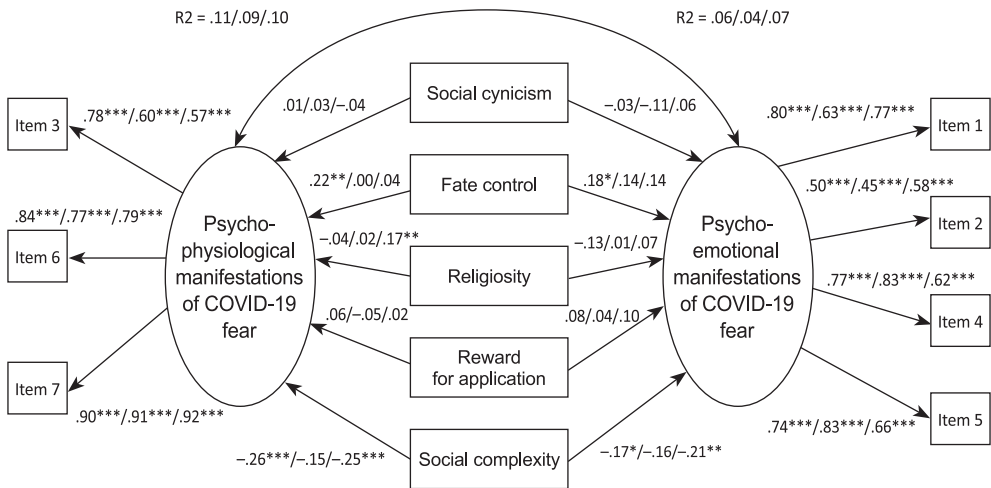 R2 = .11/.09/.10
R2 = .06/.04/.07
Social cynicism
.01/.03/–.04
–.03/–.11/.06
Item 3
.78***/.60***/.57***
.80***/.63***/.77***
Item 1
Fate control
.22**/.00/.04
.18*/.14/.14
.50***/.45***/.58***
Item 2
.84***/.77***/.79***
Item 6
Psycho-
physiological
manifestations
of COVID-19
fear
–.04/.02/.17**
Religiosity
–.13/.01/.07
Psycho-
emotional
manifestations
of COVID-19
fear
.77***/.83***/.62***
Item 4
.06/–.05/.02
Reward
for application
.08/.04/.10
Item 7
.90***/.91***/.92***
.74***/.83***/.66***
Item 5
–.26***/–.15/–.25***
Social complexity
–.17*/–.16/–.21**